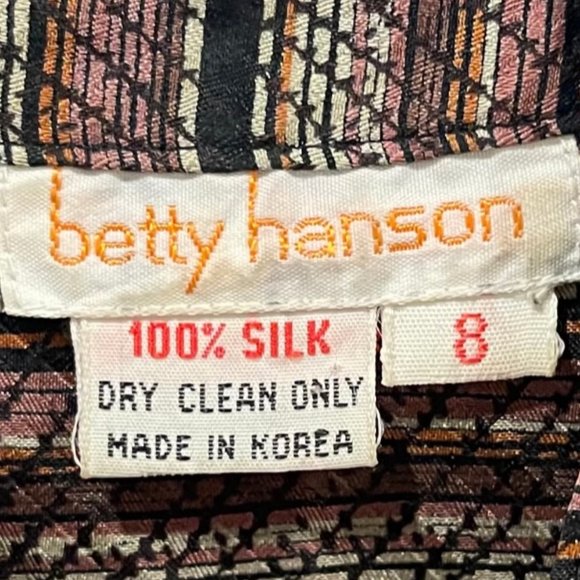 betty hanson
100% SILK
8
DRY CLEAN ONLY
MADE IN KOREA